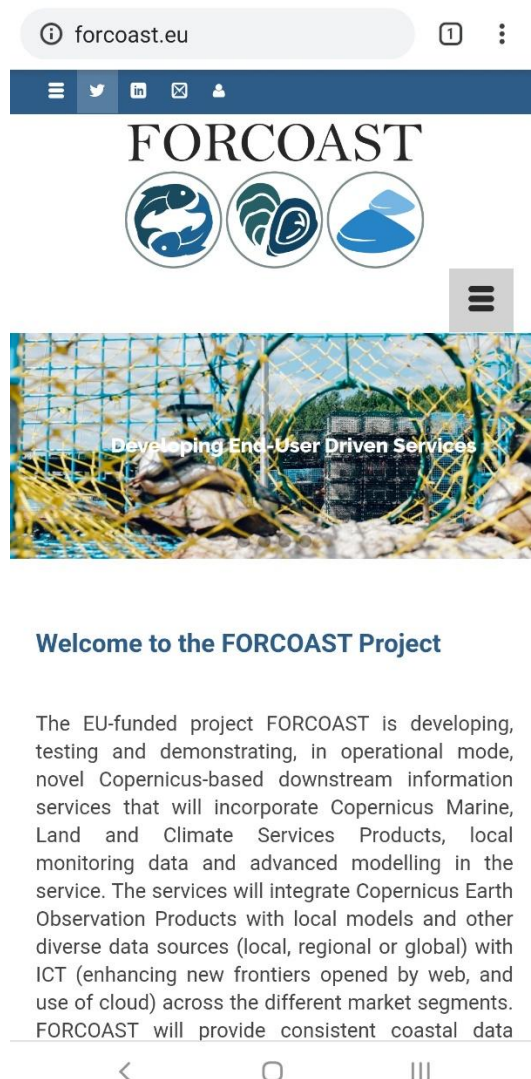 forcoast.eu
1
FORCOAST
Developing End-User Driven Services
Welcome to the FORCOAST Project
The EU-funded project FORCOAST is developing,
testing and demonstrating, in operational mode,
novel Copernicus-based downstream information
services that will incorporate Copernicus Marine,
Land and Climate Services Products, local
monitoring data and advanced modelling in the
service. The services will integrate Copernicus Earth
Observation Products with local models and other
diverse data sources (local, regional or global) with
ICT (enhancing new frontiers opened by web, and
use of cloud) across the different market segments.
FORCOAST will provide consistent coastal data